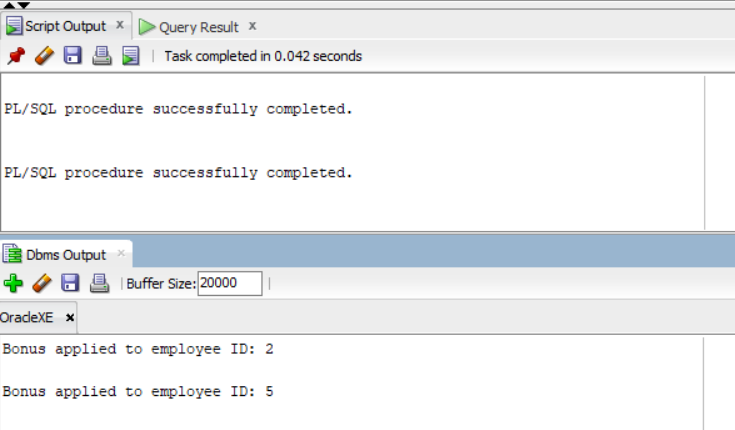 Script Output x Query Result x
Task completed in 0.042 seconds
PL/SQL procedure successfully completed.
PL/SQL procedure successfully completed.
Dbms Output x
Buffer Size: 20000
OracleXE x
Bonus applied to employee ID: 2
Bonus applied to employee ID: 5